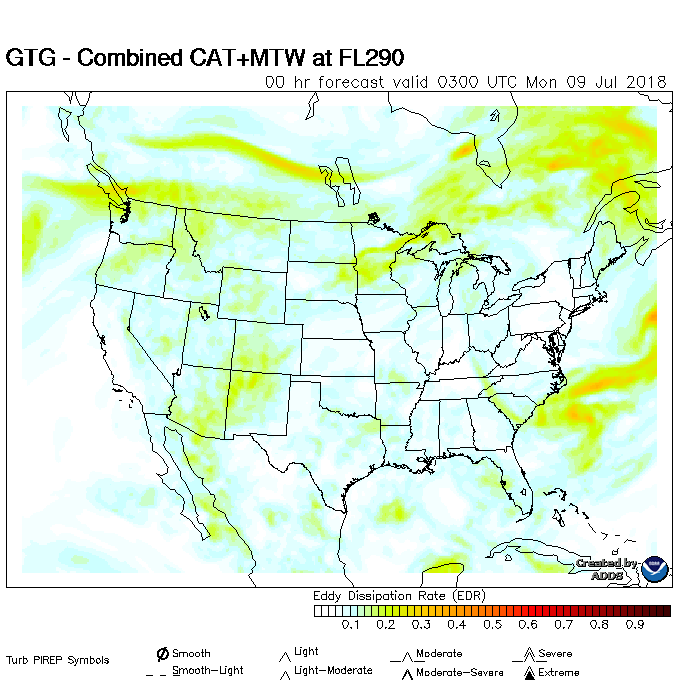 GTG - Combined CAT+MTW at FL290
00 hr forecast valid 0300 UTC Mon 09 Jul 2018
Created by
ADDS
Eddy Dissipation Rate (EDR)
0.1 0.2 0.3 0.4 0.5 0.6 0.7 0.8 0.9
Turb PIREP Symbols
Smooth Light Moderate Severe
Smooth-Light Light-Moderate Moderate-Severe Extreme